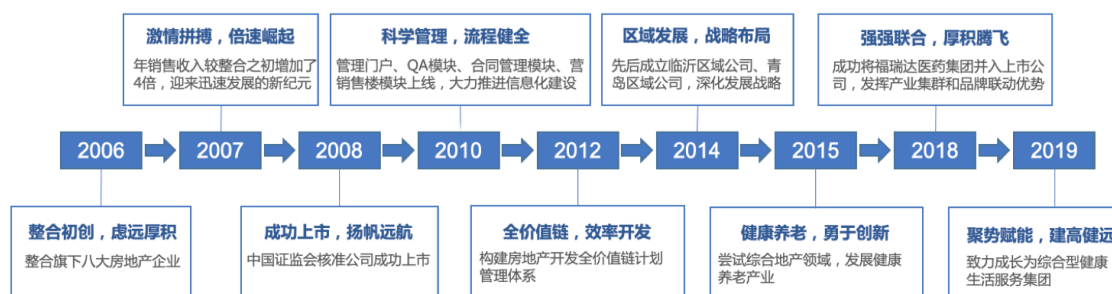 激情拼搏，倍速崛起
年销售收入较整合之初增加了
4倍，迎来迅速发展的新纪元
科学管理，流程健全
管理门户、QA模块、合同管理模块、营
销售楼模块上线，大力推进信息化建设
区域发展，战略布局
先后成立临沂区域公司、青
岛区域公司，深化发展战略
强强联合，厚积腾飞
成功将福瑞达医药集团并入上市公
司，发挥产业集群和品牌联动优势
2006
2007
2008
2010
2012
2014
2015
2018
2019
整合初创，虑远厚积
整合旗下八大房地产企业
成功上市，扬帆远航
中国证监会核准公司成功上市
全价值链，效率开发
构建房地产开发全价值链计划
管理体系
健康养老，勇于创新
尝试综合地产领域，发展健康
养老产业
聚势赋能，建高健远
致力成长为综合型健康
生活服务集团